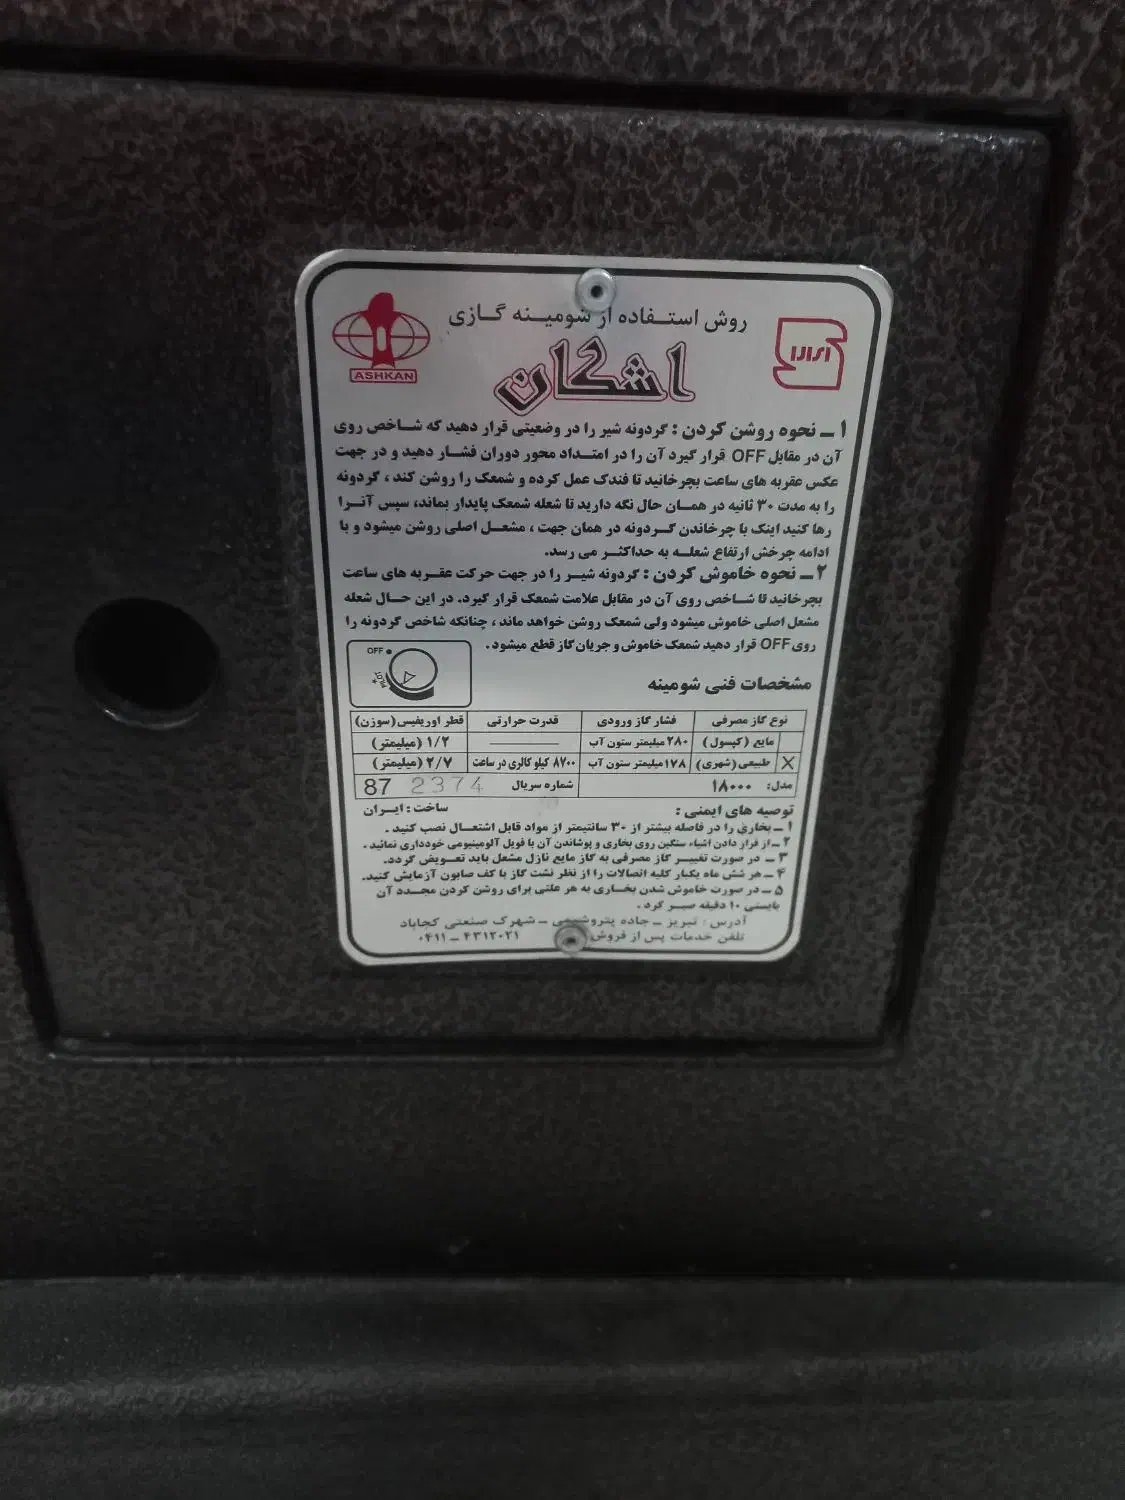 روش استفاده از شومینه گازی
اشکان
ASHKAN
۱ ـ نحوه روشن کردن : گردونه شیر را در وضعیتی قرار دهید که شاخص روی
آن در مقابل OFF قرار گیرد آن را در امتداد محور دوران فشار دهید و در جهت
عکس عقربه های ساعت بچرخانید تا فندک عمل کرده و شمعک را روشن کند ، گردونه
را به مدت ۳۰ ثانیه در همان حال نگه دارید تا شعله شمعک پایدار بماند، سپس آنرا
رها کنید اینک با چرخاندن گردونه در همان جهت ، مشعل اصلی روشن میشود و با
ادامه چرخش ارتفاع شعله به حداکثر می رسد.
۲ ـ نحوه خاموش کردن : گردونه شیر را در جهت حرکت عقربه های ساعت
بچرخانید تا شاخص روی آن در مقابل علامت شمعک قرار گیرد. در این حال شعله
مشعل اصلی خاموش میشود ولی شمعک روشن خواهد ماند ، چنانکه شاخص گردونه را
روی OFF قرار دهید شمعک خاموش و جریان گاز قطع میشود .
OFF
مشخصات فنی شومینه
نوع گاز مصرفی فشار گاز ورودی قدرت حرارتی قطر اوریفیس (سوزن)
مایع (کپسول) ۲۸۰ میلیمتر ستون آب ۱/۲ (میلیمتر)
X طبیعی (شهری) ۱۷۸ میلیمتر ستون آب ۸۷۰۰ کیلو کالری در ساعت ۲/۷ (میلیمتر)
مدل: ۱۸۰۰۰ شماره سریال 87 2374
توصیه های ایمنی : ساخت : ایران
۱ ـ بخاری را در فاصله بیشتر از ۳۰ سانتیمتر از مواد قابل اشتعال نصب کنید .
۲ ـ از قرار دادن اشیاء سنگین روی بخاری و پوشاندن آن با فویل آلومینیومی خودداری نمائید .
۳ ـ در صورت تغییر گاز مصرفی به گاز مایع نازل مشعل باید تعویض گردد.
۴ ـ هر شش ماه یکبار کلیه اتصالات را از نظر نشت گاز با کف صابون آزمایش کنید.
۵ ـ در صورت خاموش شدن بخاری به هر علتی برای روشن کردن مجدد آن
بایستی ۱۰ دقیقه صبر کرد .
آدرس : تبریز ـ جاده پتروشیمی ـ شهرک صنعتی کجاباد
تلفن خدمات پس از فروش ۴۳۱۲۰۲۱ ـ ۰۴۱۱